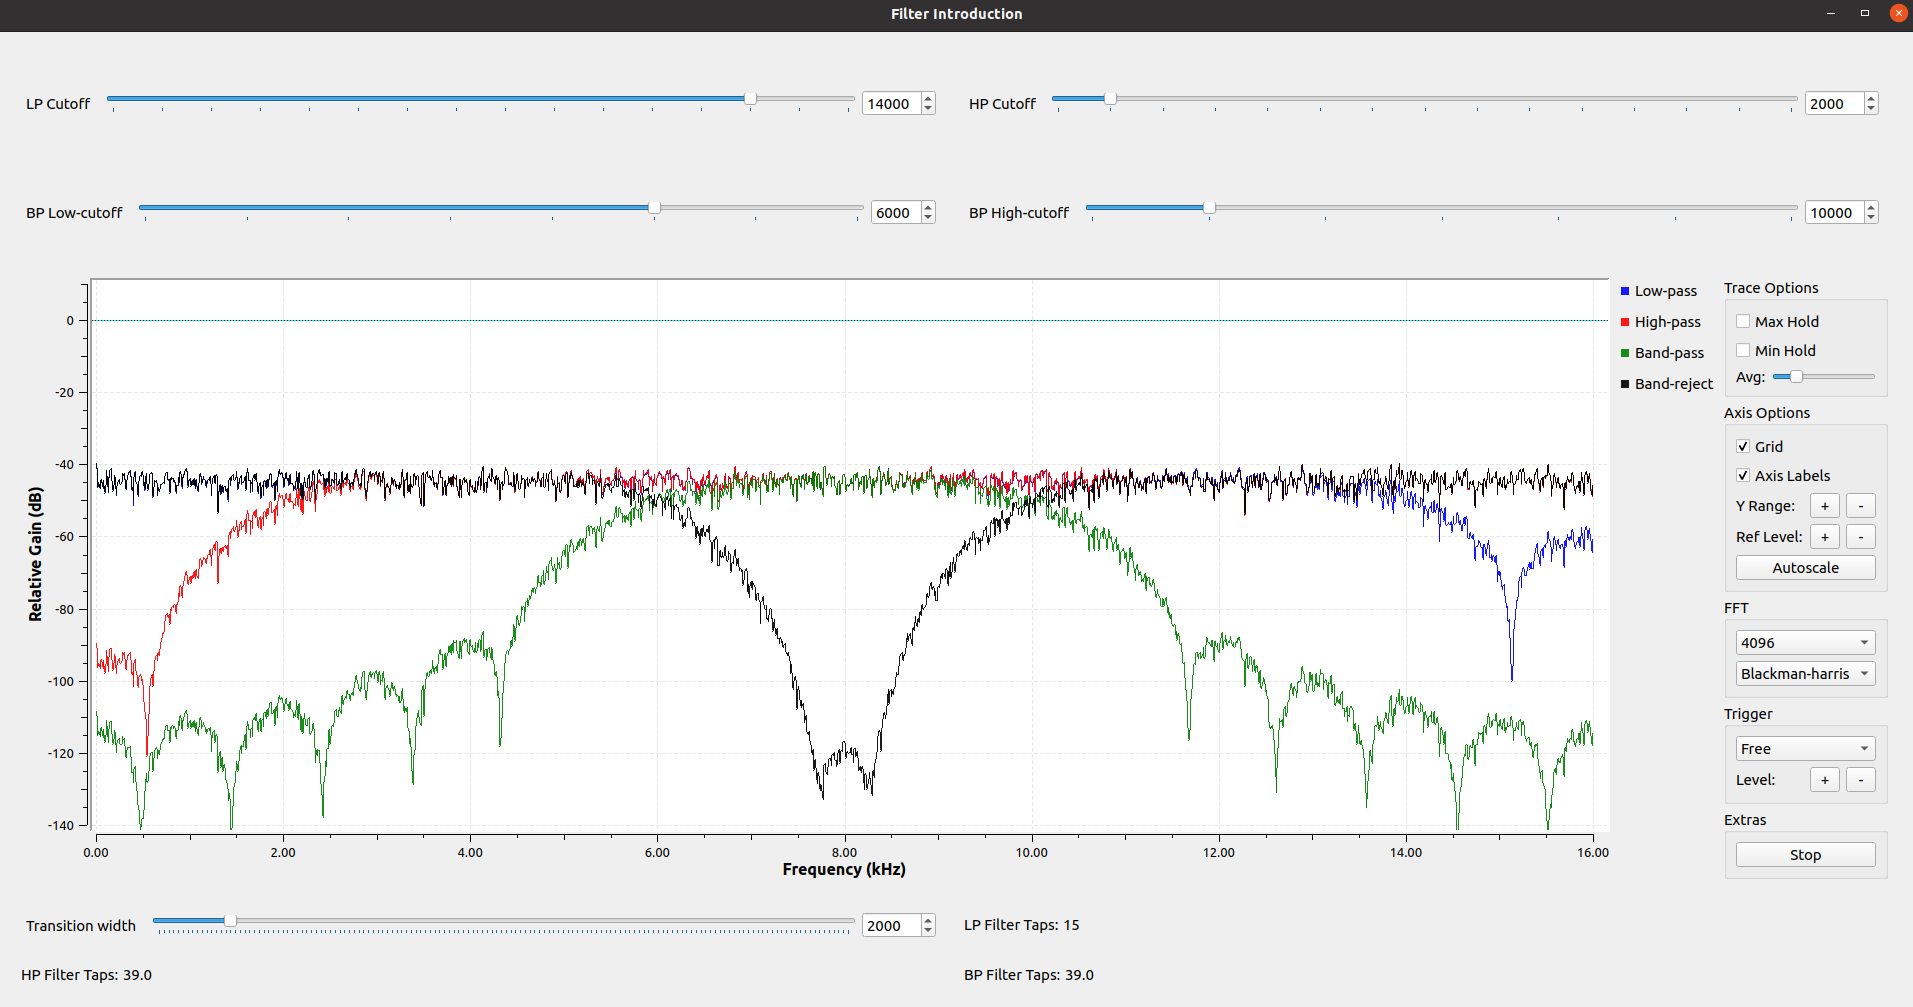 Filter Introduction
LP Cutoff 14000 HP Cutoff 2000
BP Low-cutoff 6000 BP High-cutoff 10000
Relative Gain (dB)
0
-20
-40
-60
-80
-100
-120
-140
0.00 2.00 4.00 6.00 8.00 10.00 12.00 14.00 16.00
Frequency (kHz)
Low-pass
High-pass
Band-pass
Band-reject
Trace Options
Max Hold
Min Hold
Avg:
Axis Options
Grid
Axis Labels
Y Range: + -
Ref Level: + -
Autoscale
FFT
4096
Blackman-harris
Trigger
Free
Level: + -
Extras
Stop
Transition width 2000 LP Filter Taps: 15
HP Filter Taps: 39.0 BP Filter Taps: 39.0